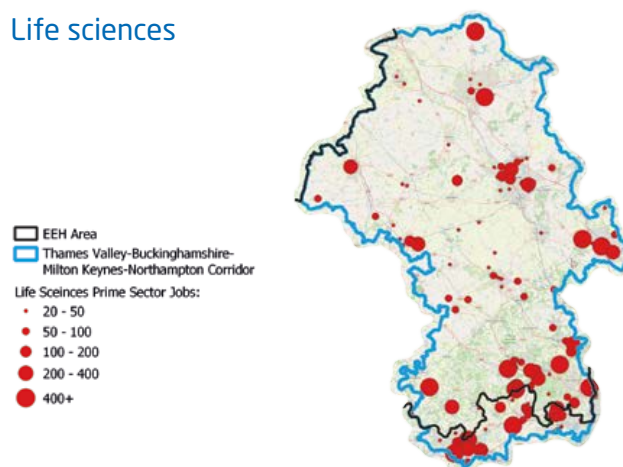 Life sciences
EEH Area
Thames Valley-Buckinghamshire-
Milton Keynes-Northampton Corridor
Life Sceinces Prime Sector Jobs:
20 - 50
50 - 100
100 - 200
200 - 400
400+